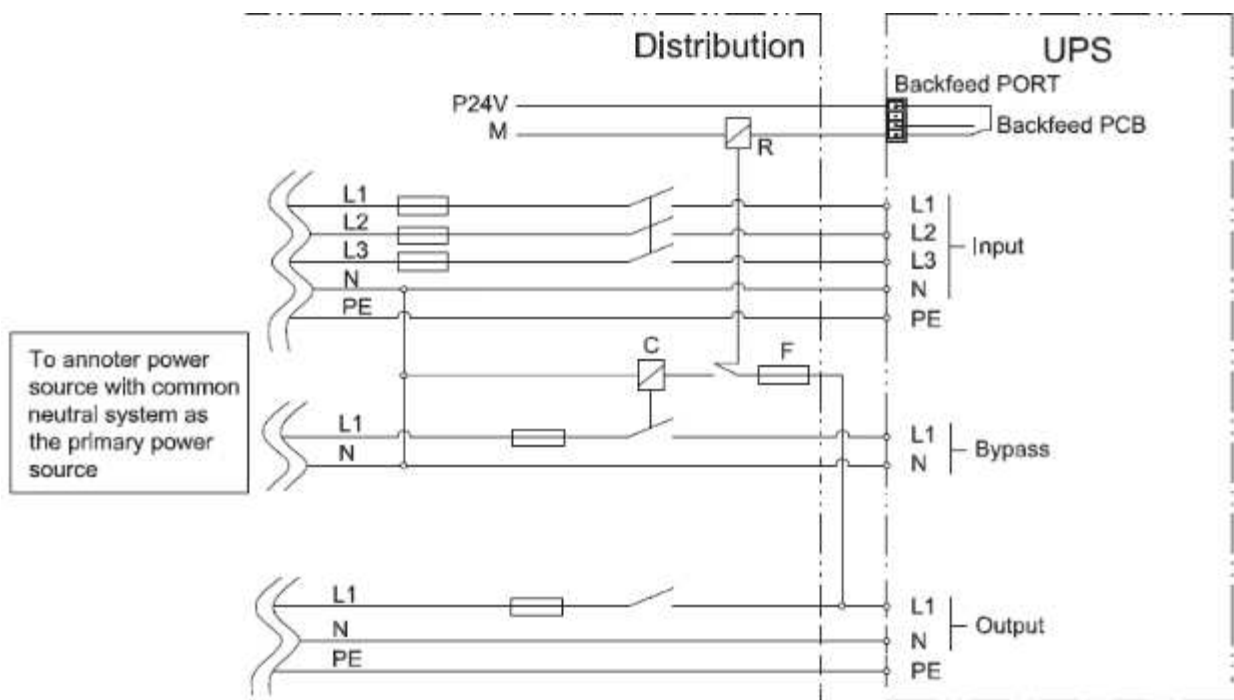 Distribution
UPS
Backfeed PORT
P24V
M
R
Backfeed PCB
L1
L2
L3
N
PE
L1
L2
L3
N
PE
Input
To annoter power
source with common
neutral system as
the primary power
source
C
F
L1
N
L1
N
Bypass
L1
N
PE
L1
N
PE
Output